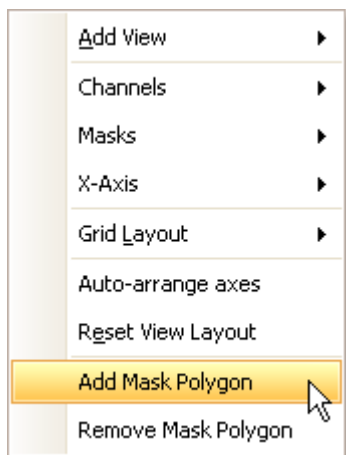 Add View
Channels
Masks
X-Axis
Grid Layout
Auto-arrange axes
Reset View Layout
Add Mask Polygon
Remove Mask Polygon